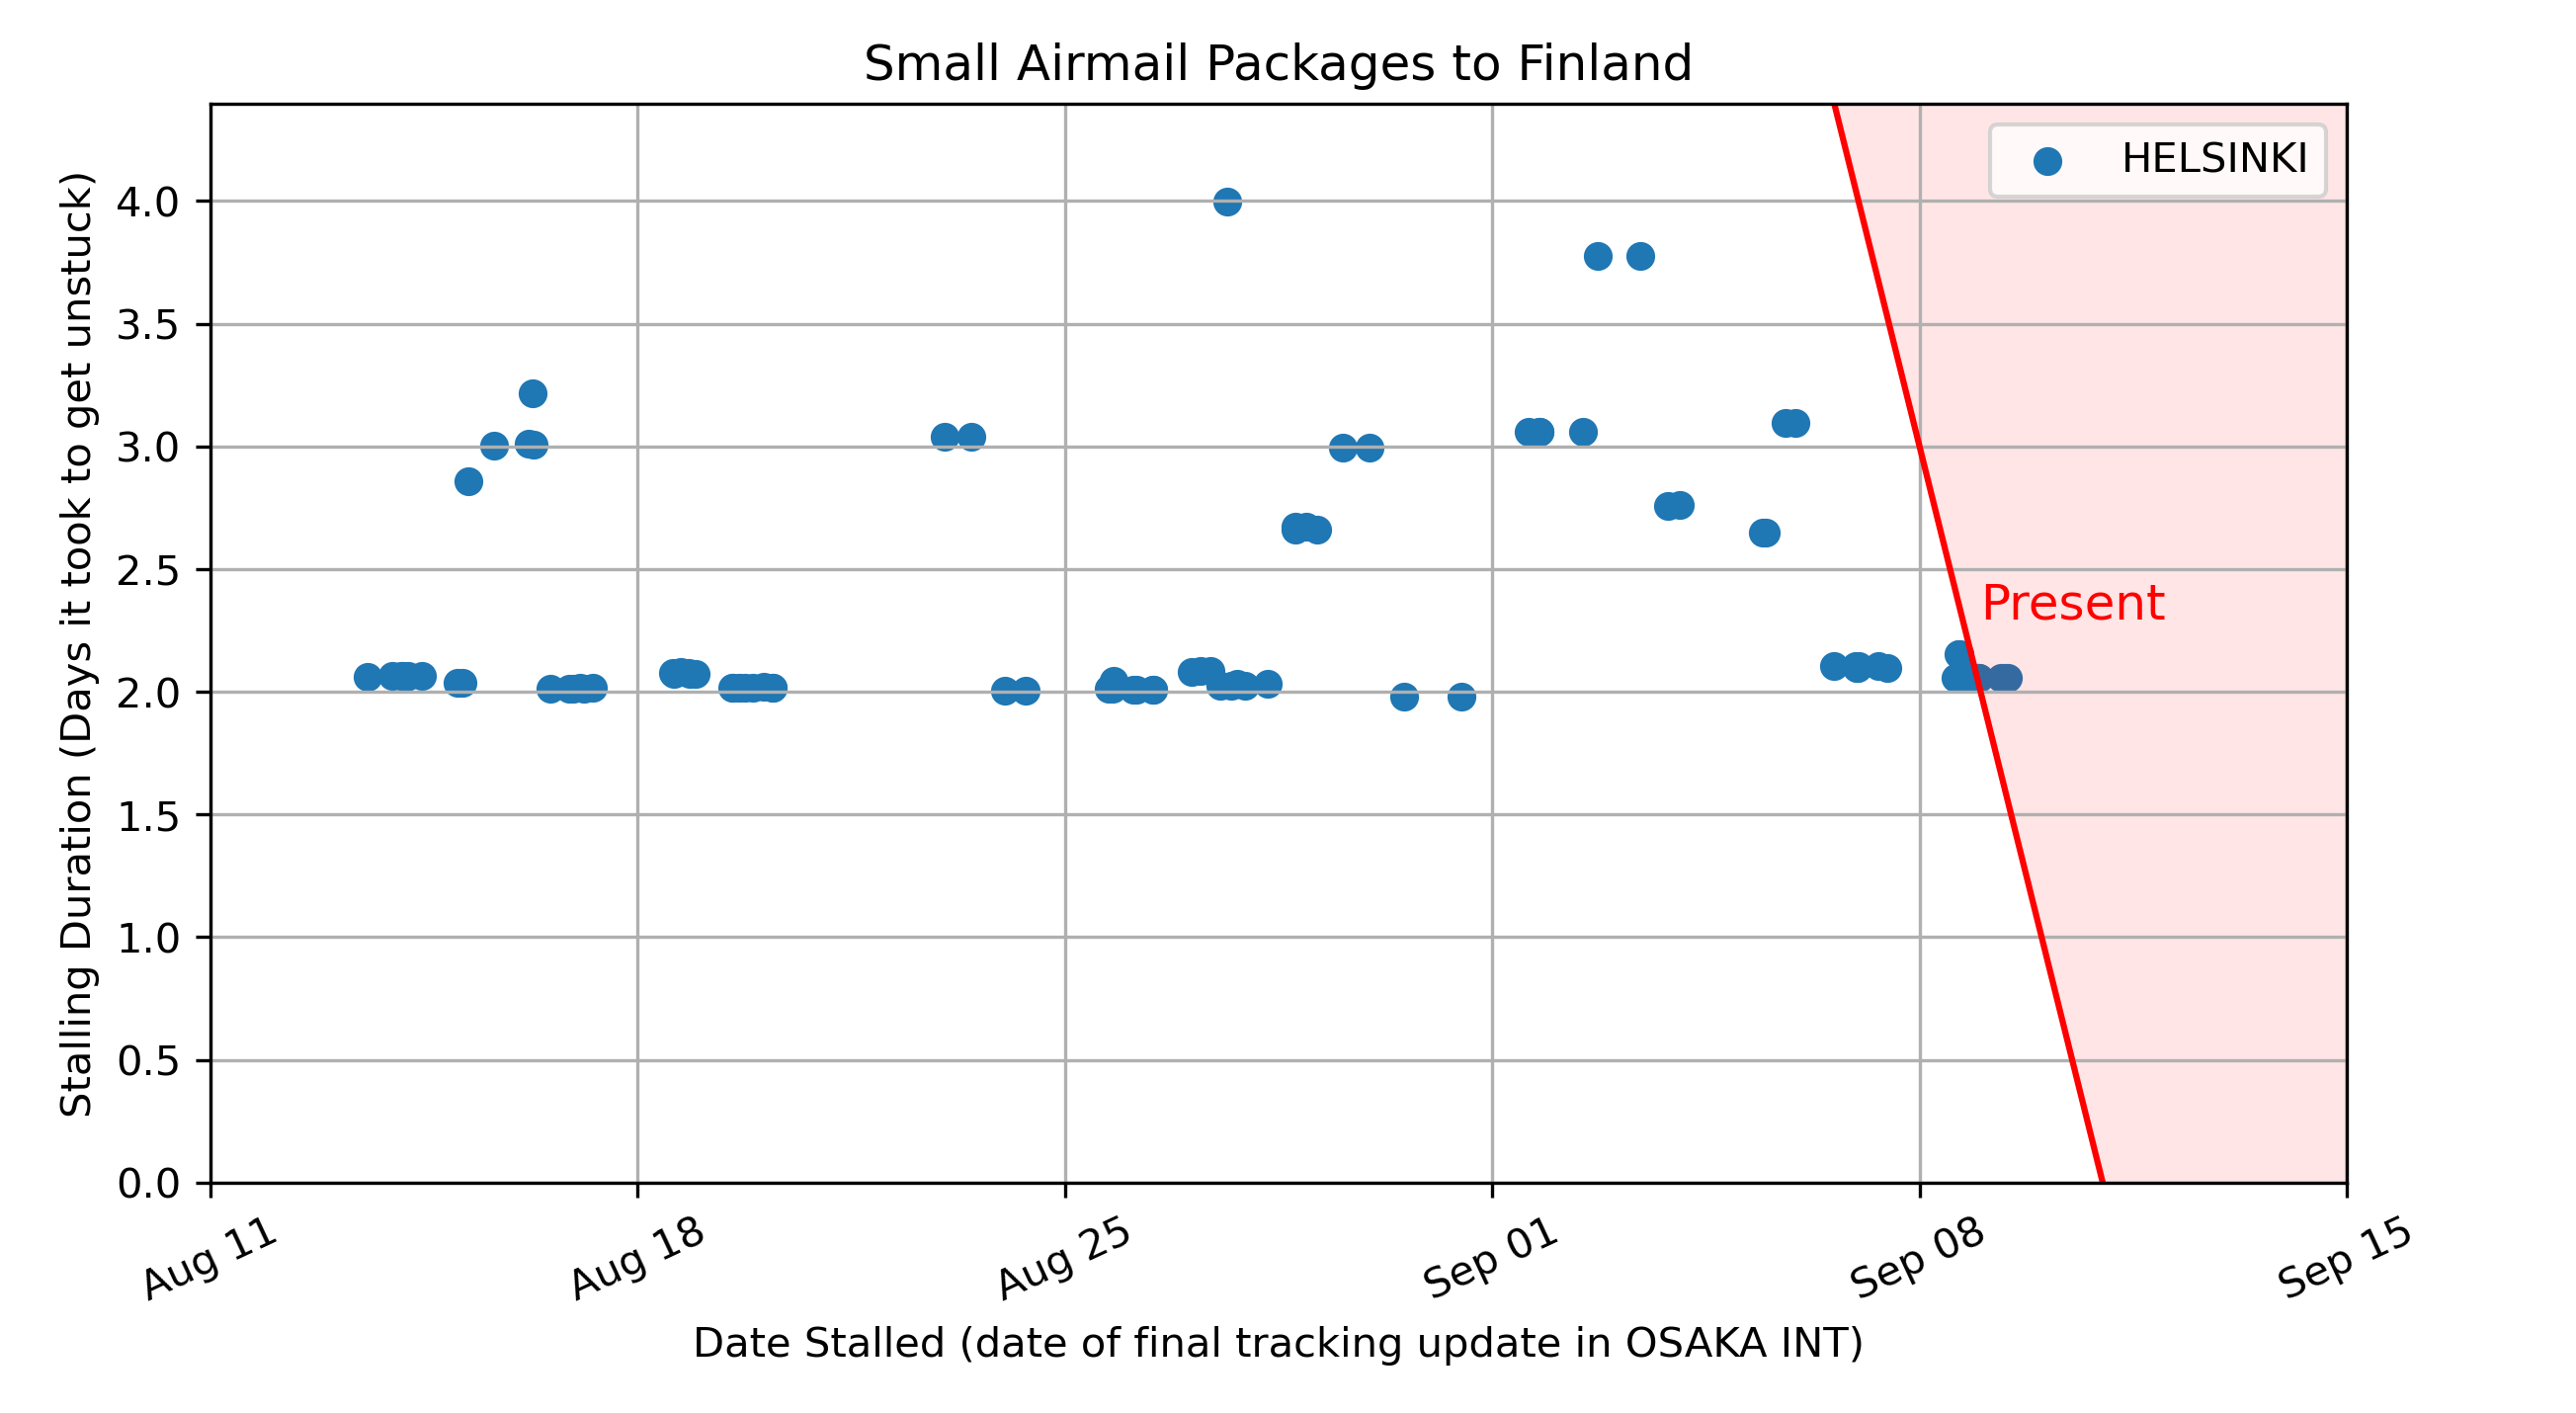 Small Airmail Packages to Finland
HELSINKI
Stalling Duration (Days it took to get unstuck)
4.0
3.5
3.0
2.5
2.0
1.5
1.0
0.5
0.0
Present
Aug 11
Aug 18
Aug 25
Sep 01
Sep 08
Sep 15
Date Stalled (date of final tracking update in OSAKA INT)